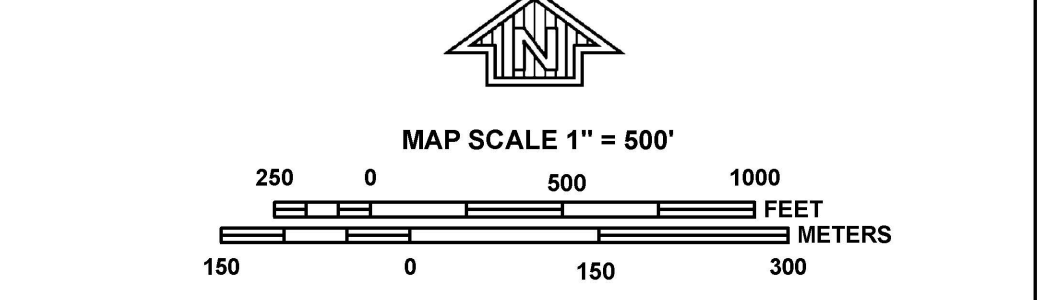 N
MAP SCALE 1" = 500'
250 0 500 1000
FEET
METERS
150 0 150 300